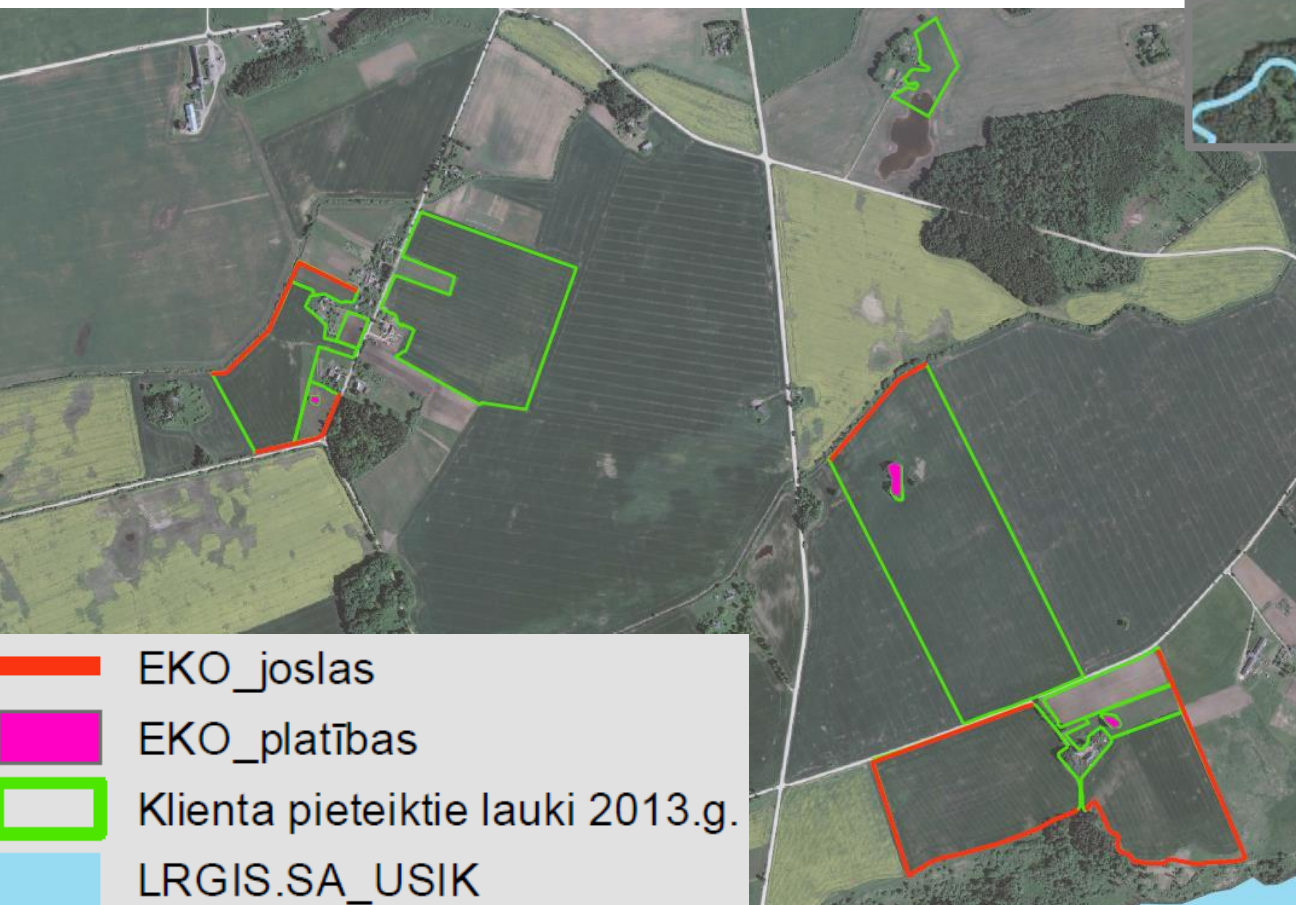 EKO_joslas
EKO_platības
Klienta pieteiktie lauki 2013.g.
LRGIS.SA_USIK